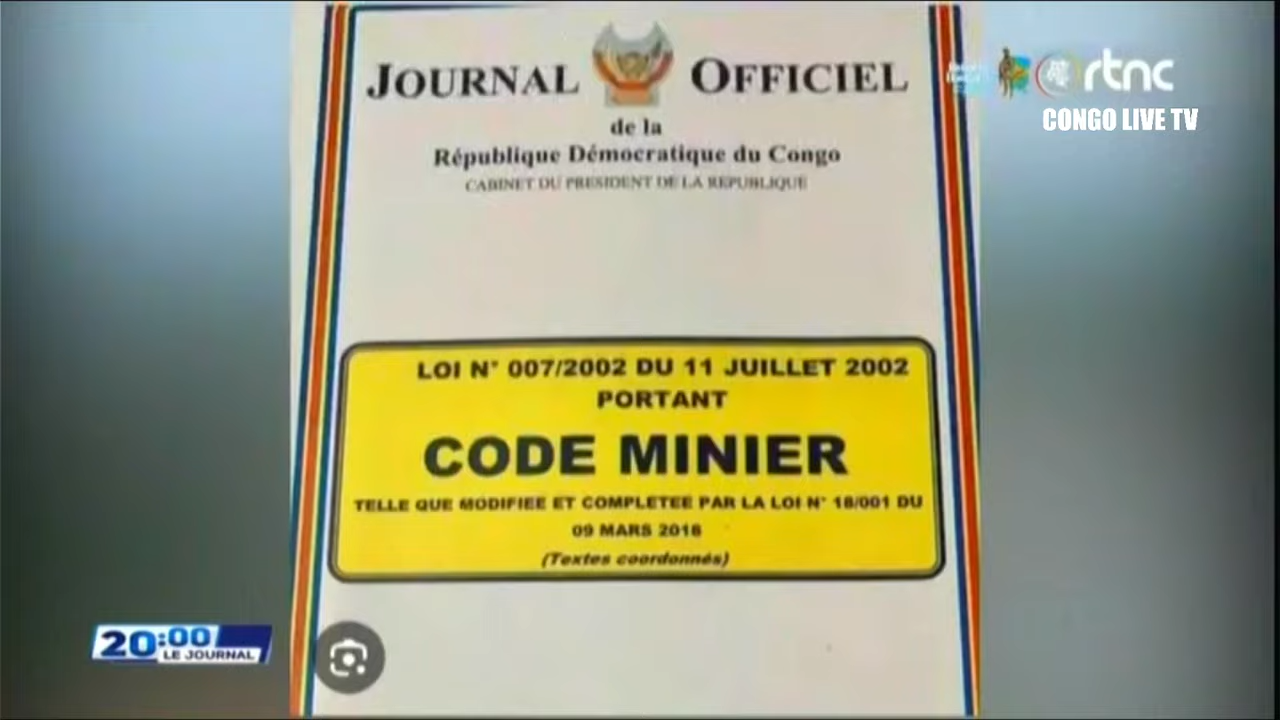 JOURNAL OFFICIEL
rtnc
CONGO LIVE TV
de la
République Démocratique du Congo
CABINET DU PRESIDENT DE LA REPUBLIQUE
LOI N° 007/2002 DU 11 JUILLET 2002
PORTANT
CODE MINIER
TELLE QUE MODIFIEE ET COMPLETEE PAR LA LOI N° 18/001 DU
09 MARS 2018
(Textes coordonnés)
20:00
LE JOURNAL